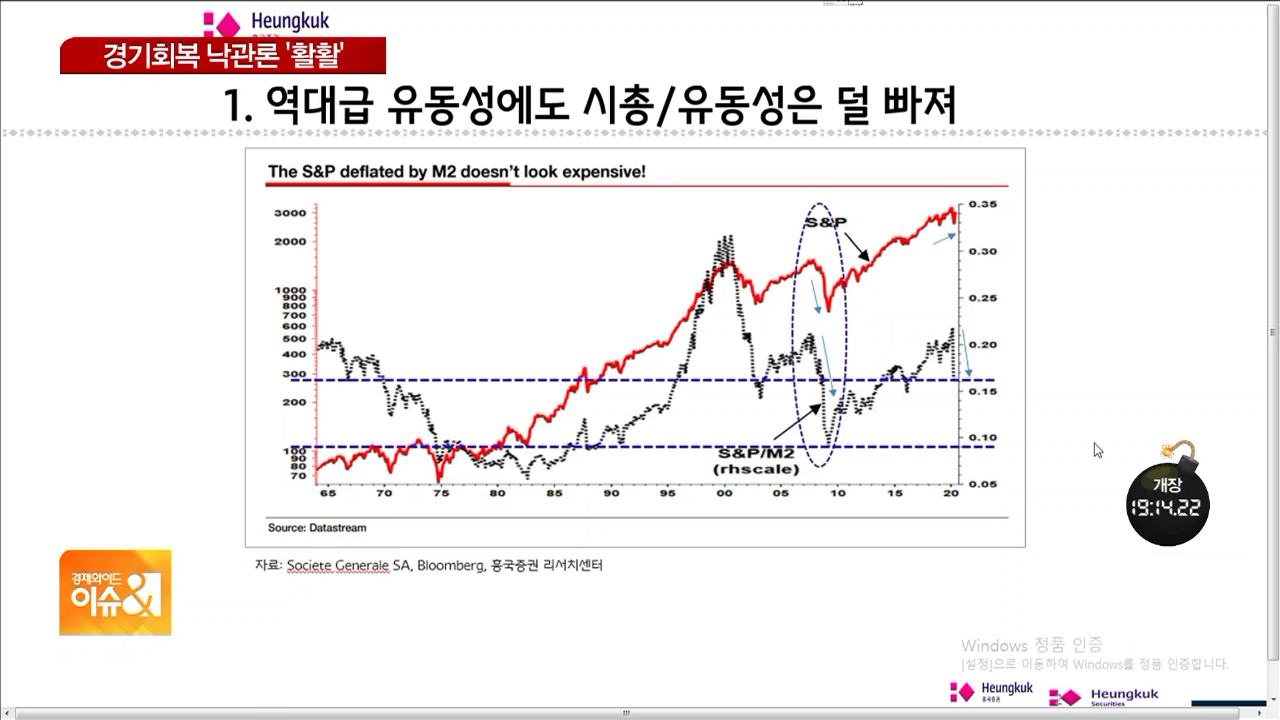 Heungkuk
경기회복 낙관론 '활활'
1. 역대급 유동성에도 시총/유동성은 덜 빠져
The S&P deflated by M2 doesn't look expensive!
3000
2000
1000
900
800
700
600
500
400
300
200
100
90
80
70
0.35
0.30
0.25
0.20
0.15
0.10
0.05
S&P
S&P/M2
(rhscale)
65 70 75 80 85 90 95 00 05 10 15 20
Source: Datastream
자료: Societe Generale SA, Bloomberg, 흥국증권 리서치센터
개장
19:14.22
경제와이드
이슈&
Windows 정품 인증
[설정]으로 이동하여 Windows를 정품 인증합니다.
Heungkuk
흥국증권
Heungkuk
Securities